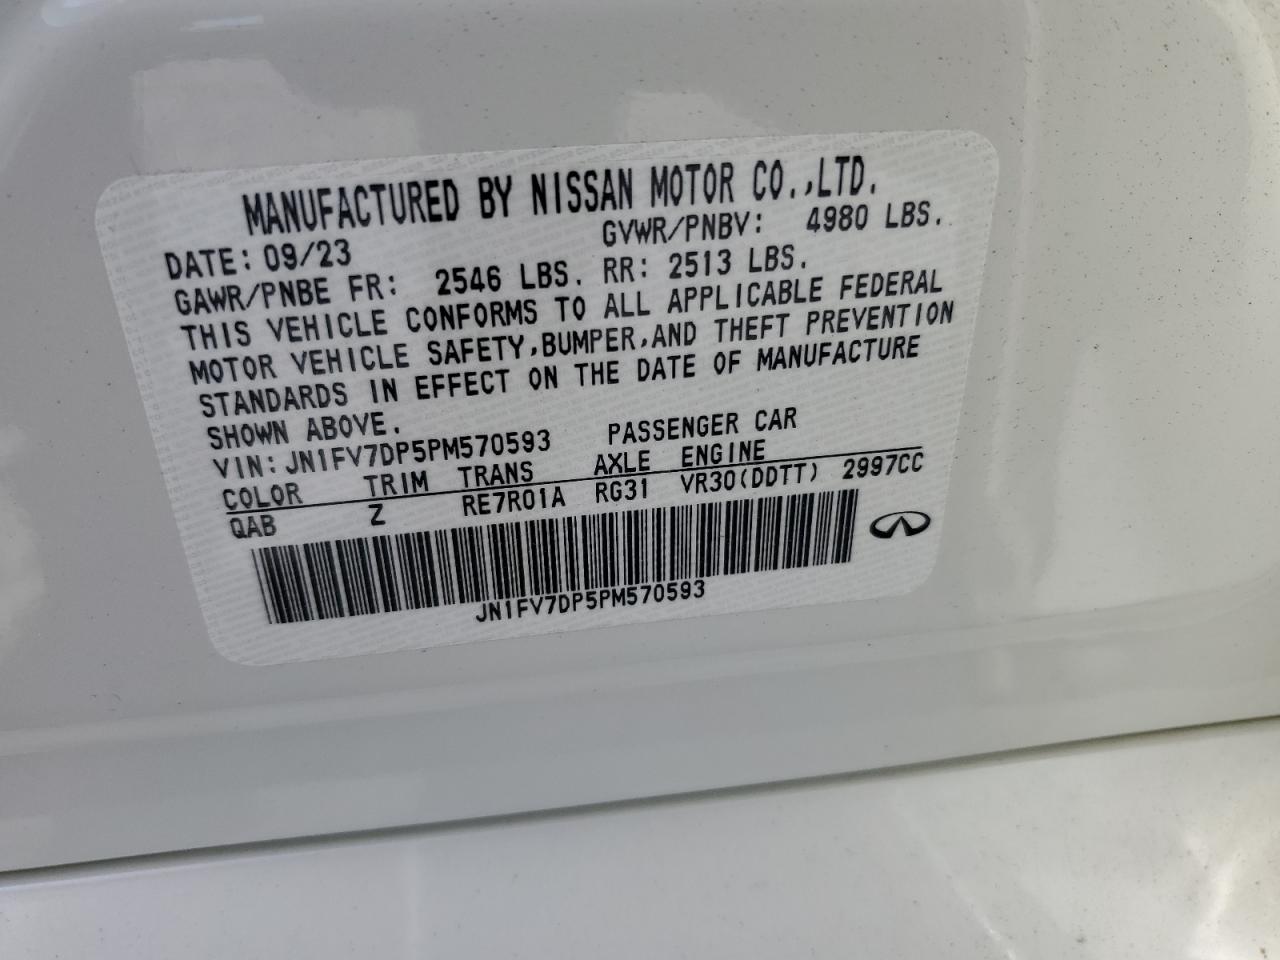 MANUFACTURED BY NISSAN MOTOR CO.,LTD.
DATE: 09/23 GVWR/PNBV: 4980 LBS.
GAWR/PNBE FR: 2546 LBS. RR: 2513 LBS.
THIS VEHICLE CONFORMS TO ALL APPLICABLE FEDERAL
MOTOR VEHICLE SAFETY,BUMPER,AND THEFT PREVENTION
STANDARDS IN EFFECT ON THE DATE OF MANUFACTURE
SHOWN ABOVE.
VIN: JN1FV7DP5PM570593 PASSENGER CAR
COLOR TRIM TRANS AXLE ENGINE
QAB Z RE7R01A RG31 VR30(DDTT) 2997CC
JN1FV7DP5PM570593